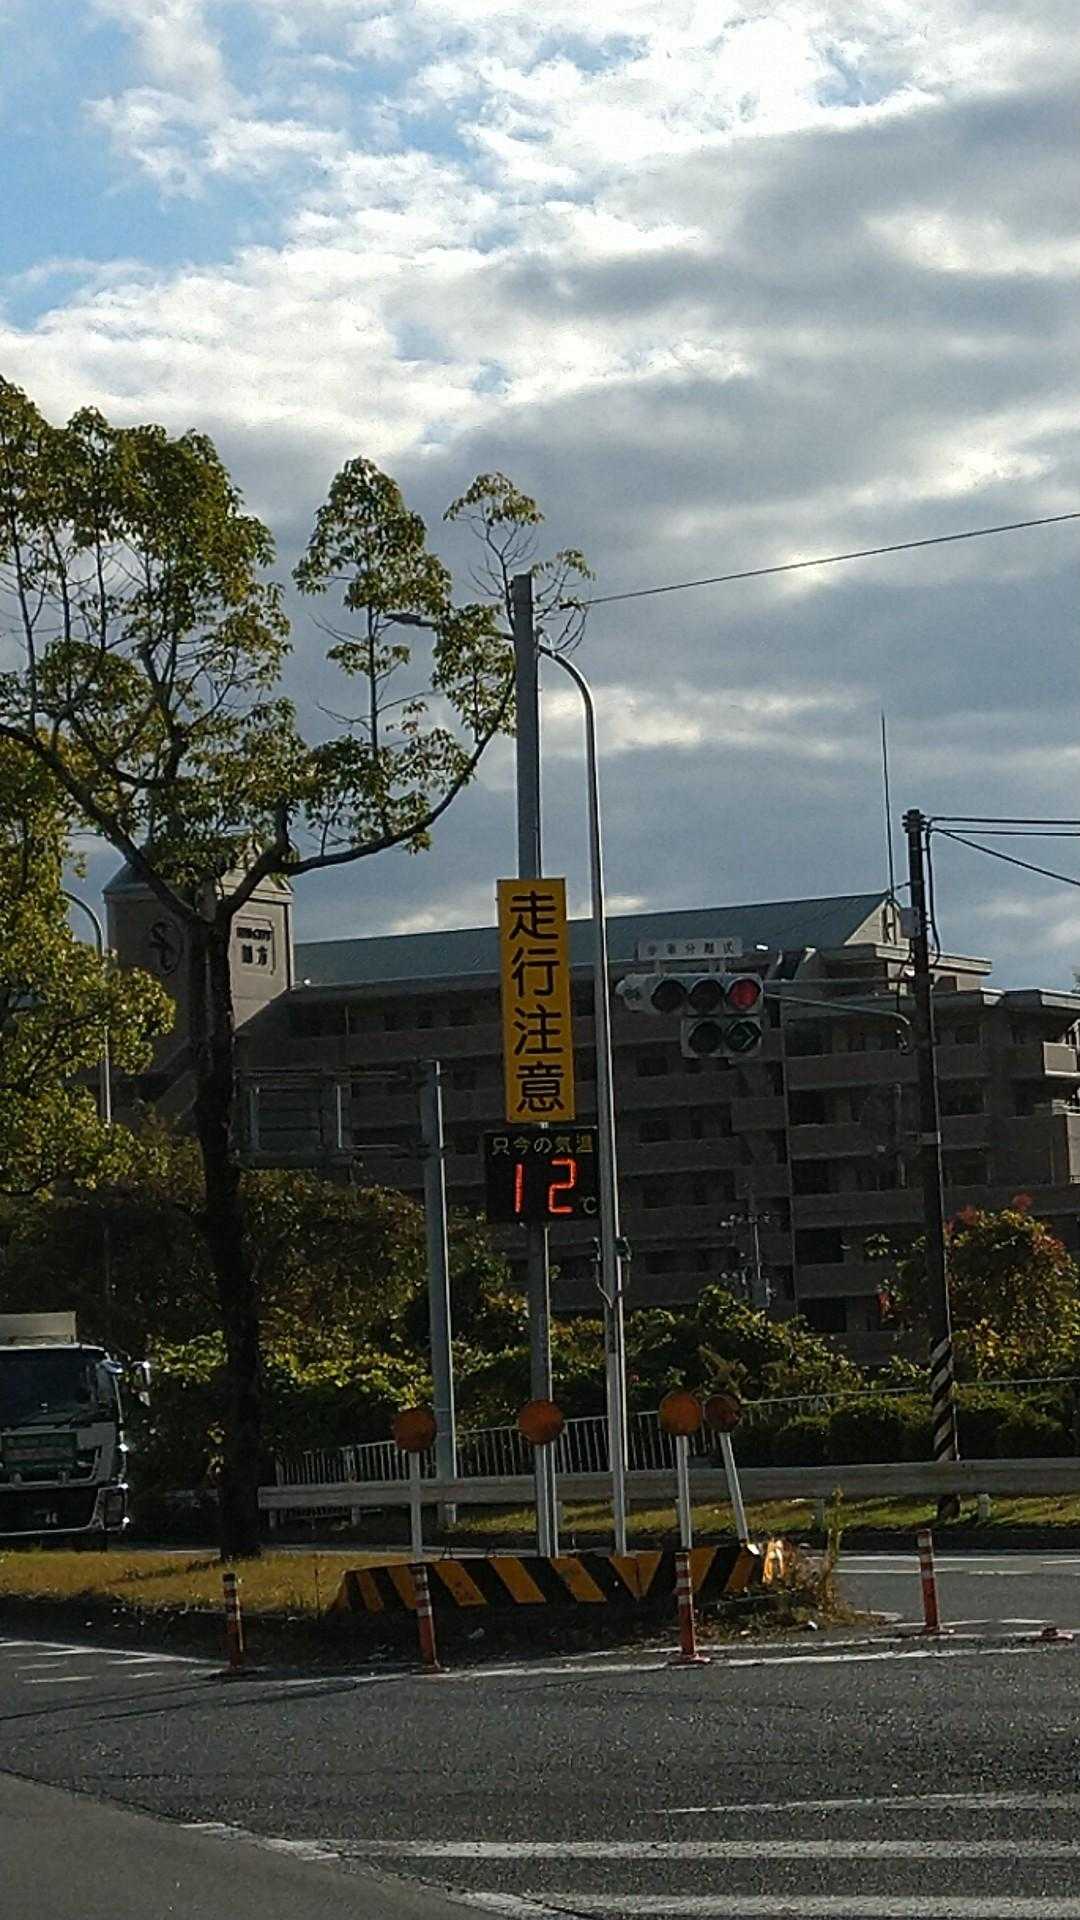 走行注意
只今の気温
12
℃
歩車分離式